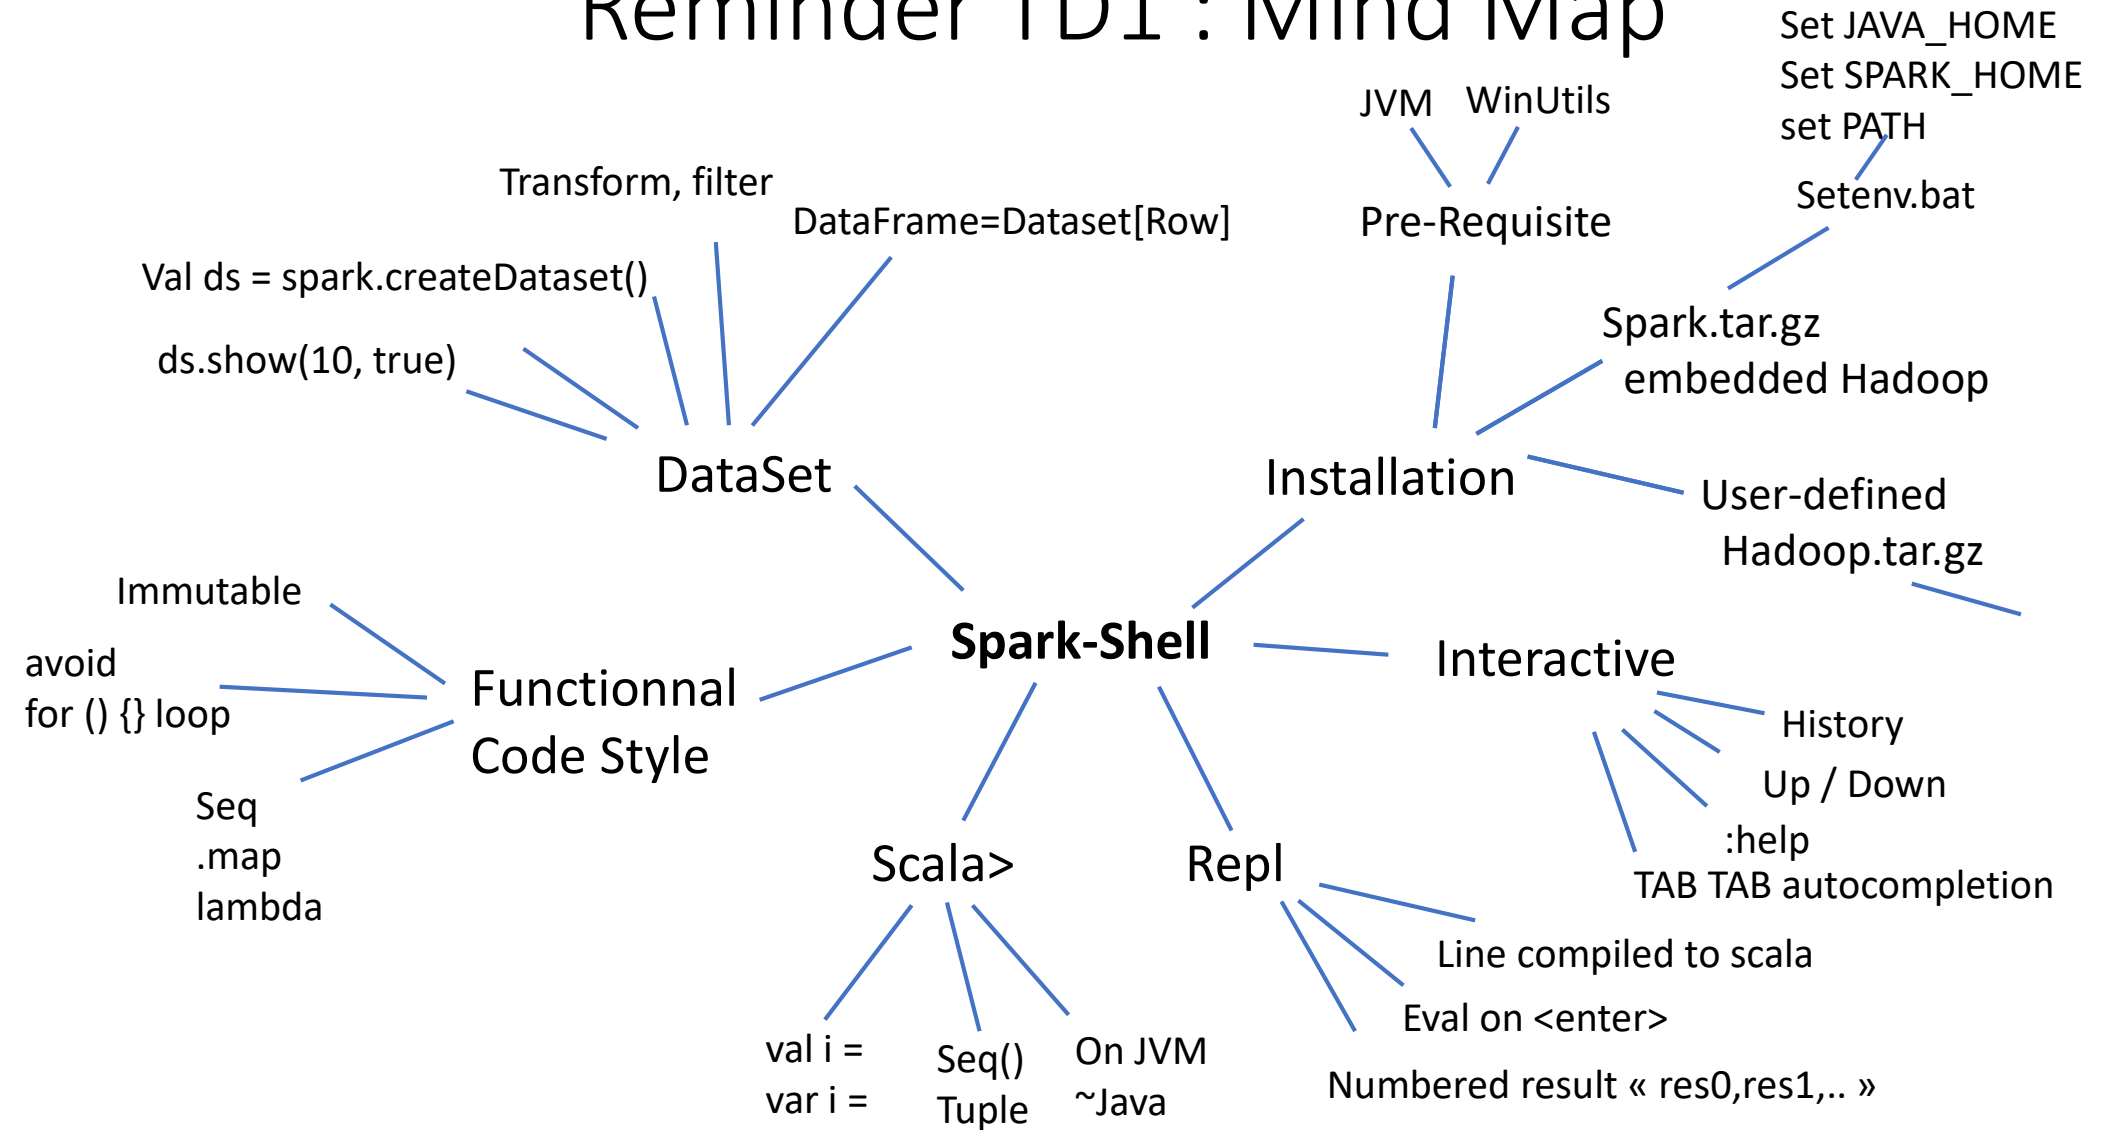 Reminder TD1 : Mind Map
Set JAVA_HOME
Set SPARK_HOME
set PATH
JVM
WinUtils
Setenv.bat
Pre-Requisite
Spark.tar.gz
embedded Hadoop
Transform, filter
DataFrame=Dataset[Row]
Val ds = spark.createDataset()
ds.show(10, true)
DataSet
Installation
User-defined
Hadoop.tar.gz
Immutable
avoid
for () {} loop
Functionnal
Code Style
Seq
.map
lambda
Spark-Shell
Interactive
History
Up / Down
:help
TAB TAB autocompletion
Scala>
Repl
Line compiled to scala
Eval on <enter>
Numbered result « res0,res1,.. »
val i =
var i =
Seq()
Tuple
On JVM
~Java